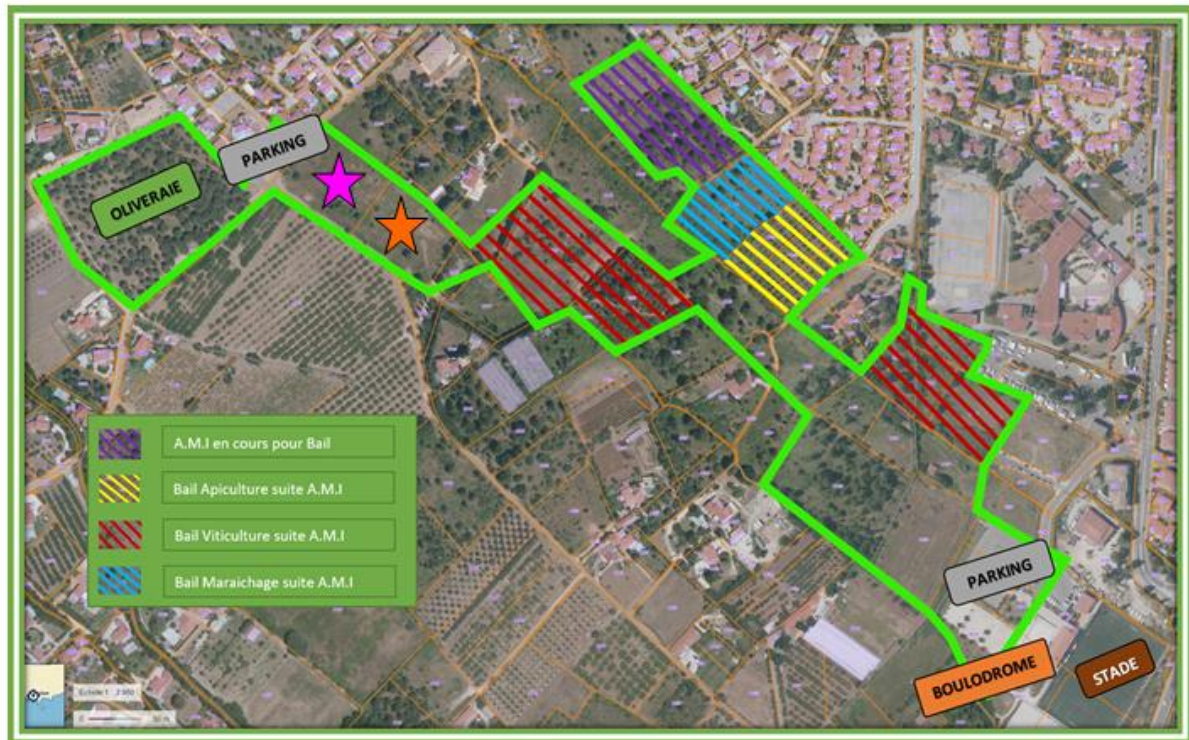 PARKING
OLIVERAIE
A.M.I en cours pour Bail
Bail Apiculture suite A.M.I
Bail Viticulture suite A.M.I
Bail Maraichage suite A.M.I
PARKING
BOULODROME
STADE